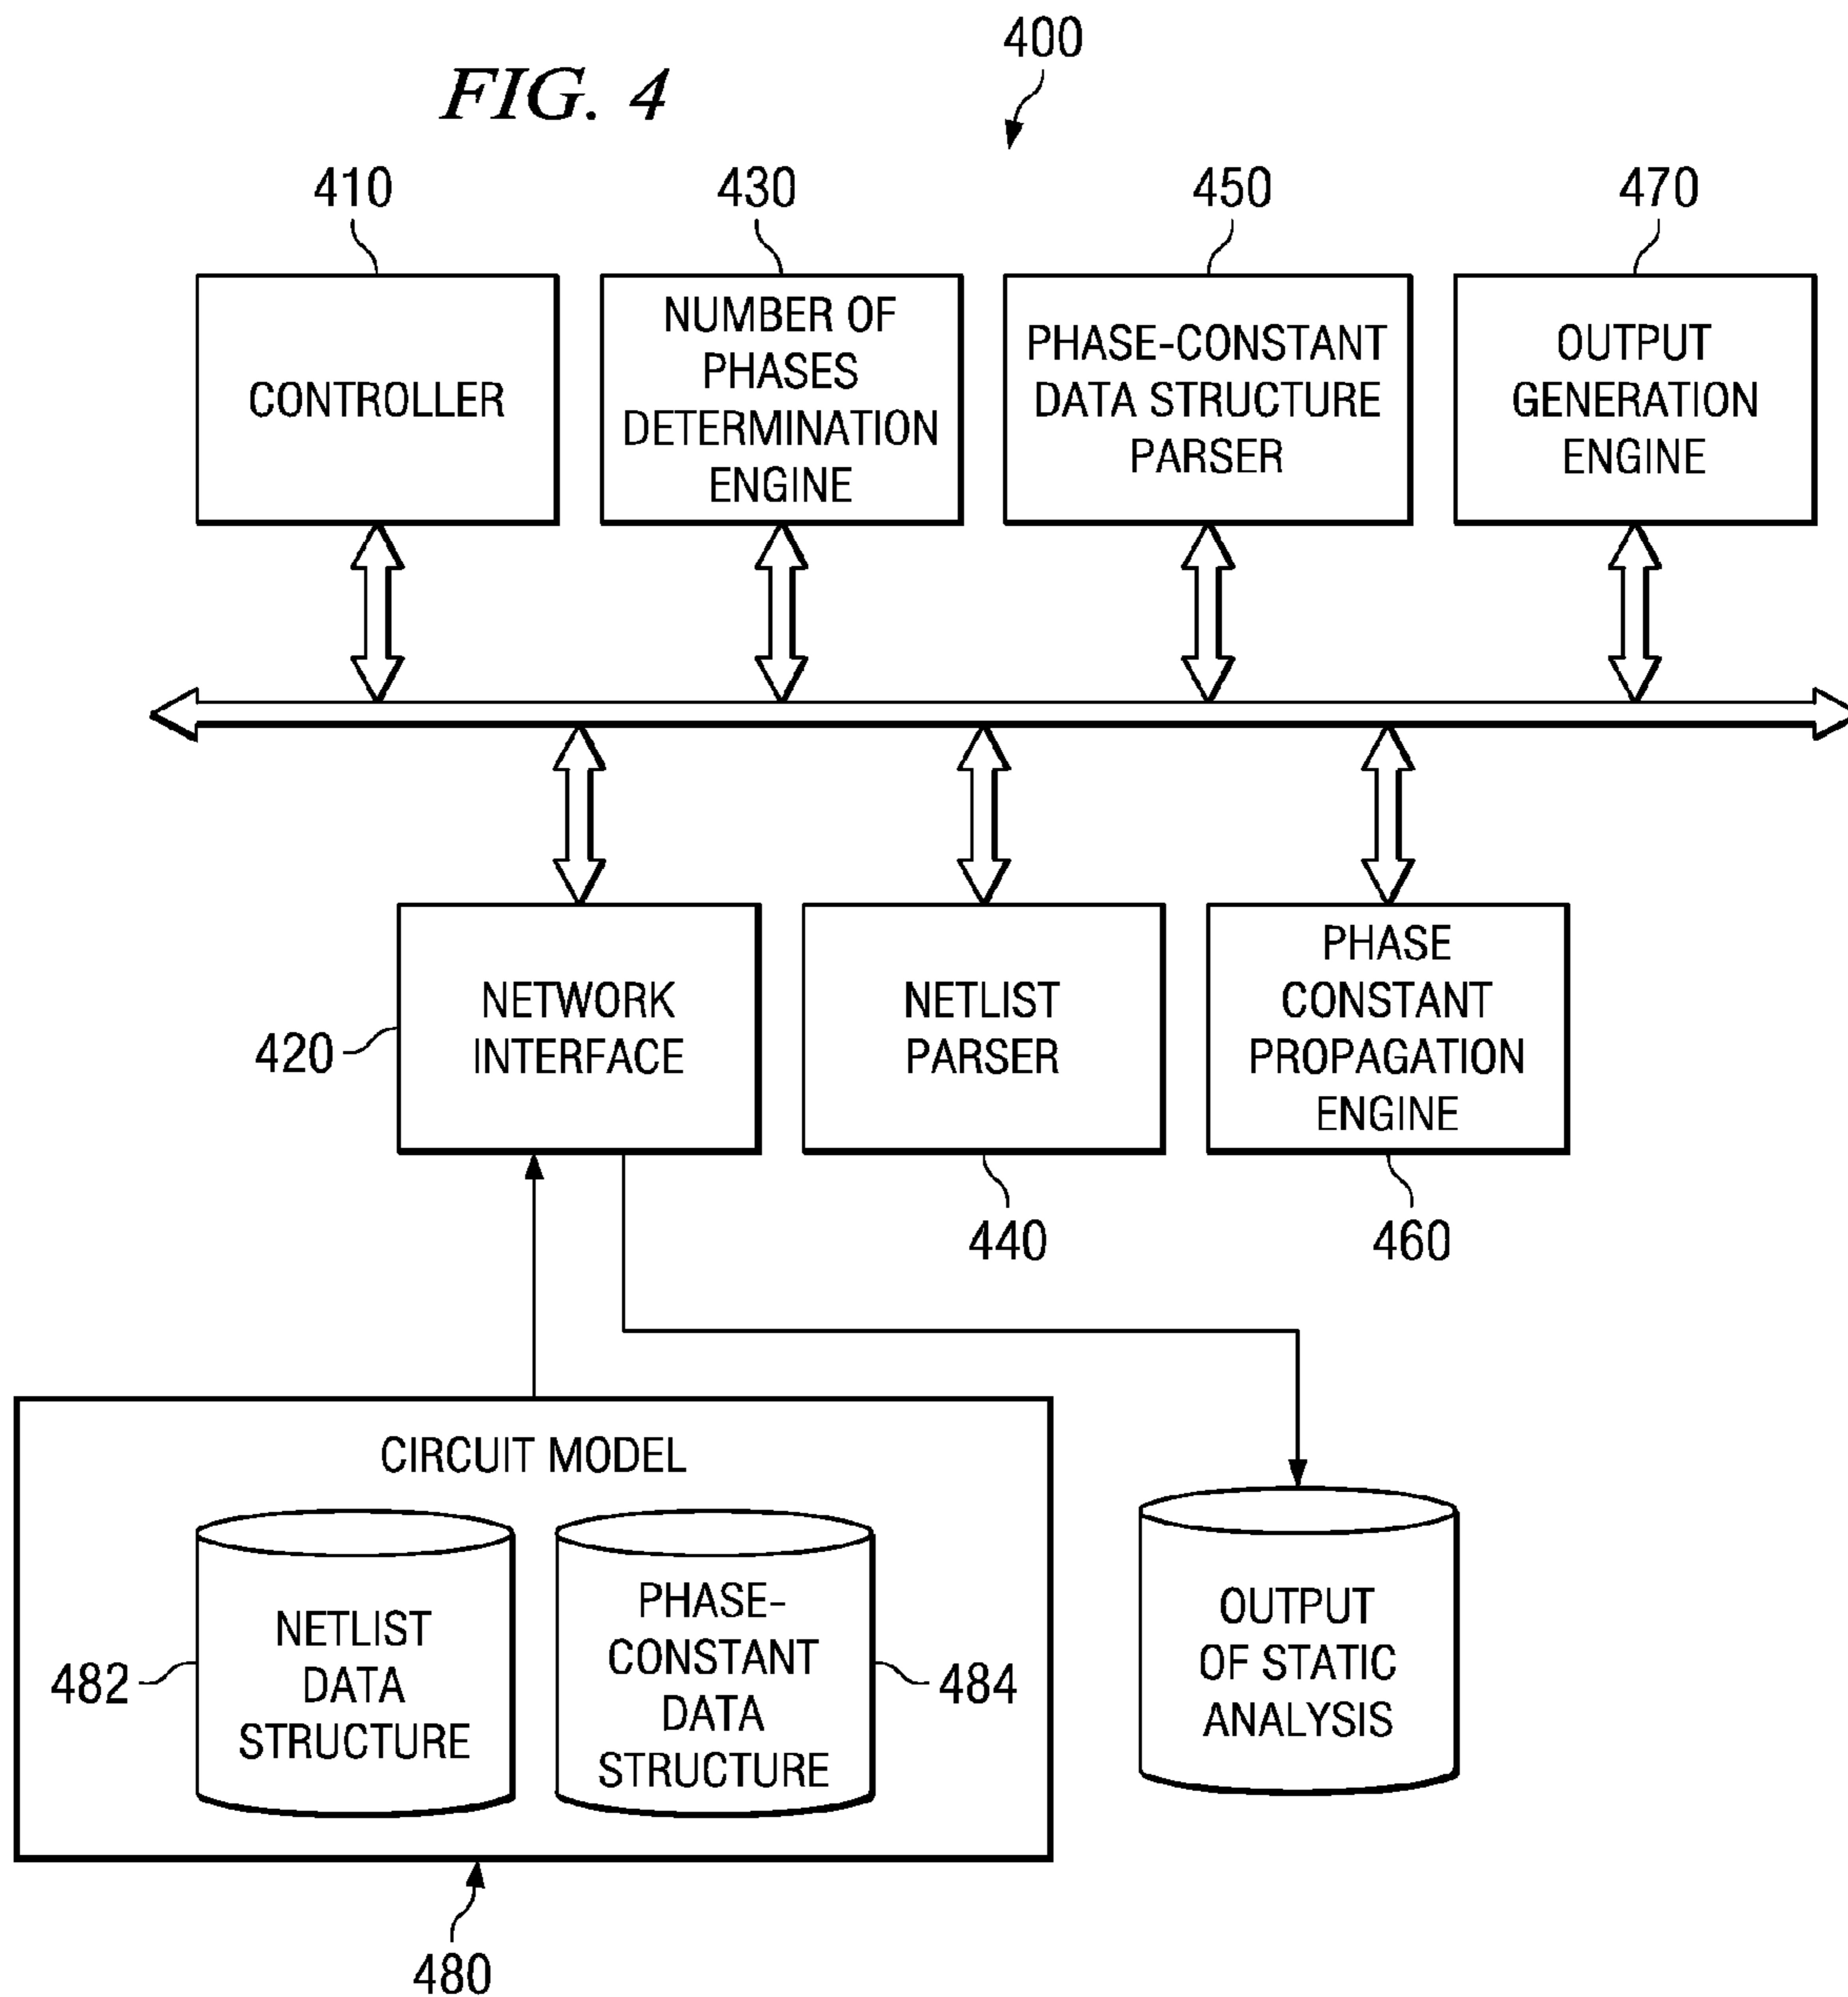 FIG. 4
400
410
430
450
470
CONTROLLER
NUMBER OF
PHASES
DETERMINATION
ENGINE
PHASE-CONSTANT
DATA STRUCTURE
PARSER
OUTPUT
GENERATION
ENGINE
420
NETWORK
INTERFACE
NETLIST
PARSER
PHASE
CONSTANT
PROPAGATION
ENGINE
440
460
CIRCUIT MODEL
482
NETLIST
DATA
STRUCTURE
PHASE-
CONSTANT
DATA
STRUCTURE
484
OUTPUT
OF STATIC
ANALYSIS
480